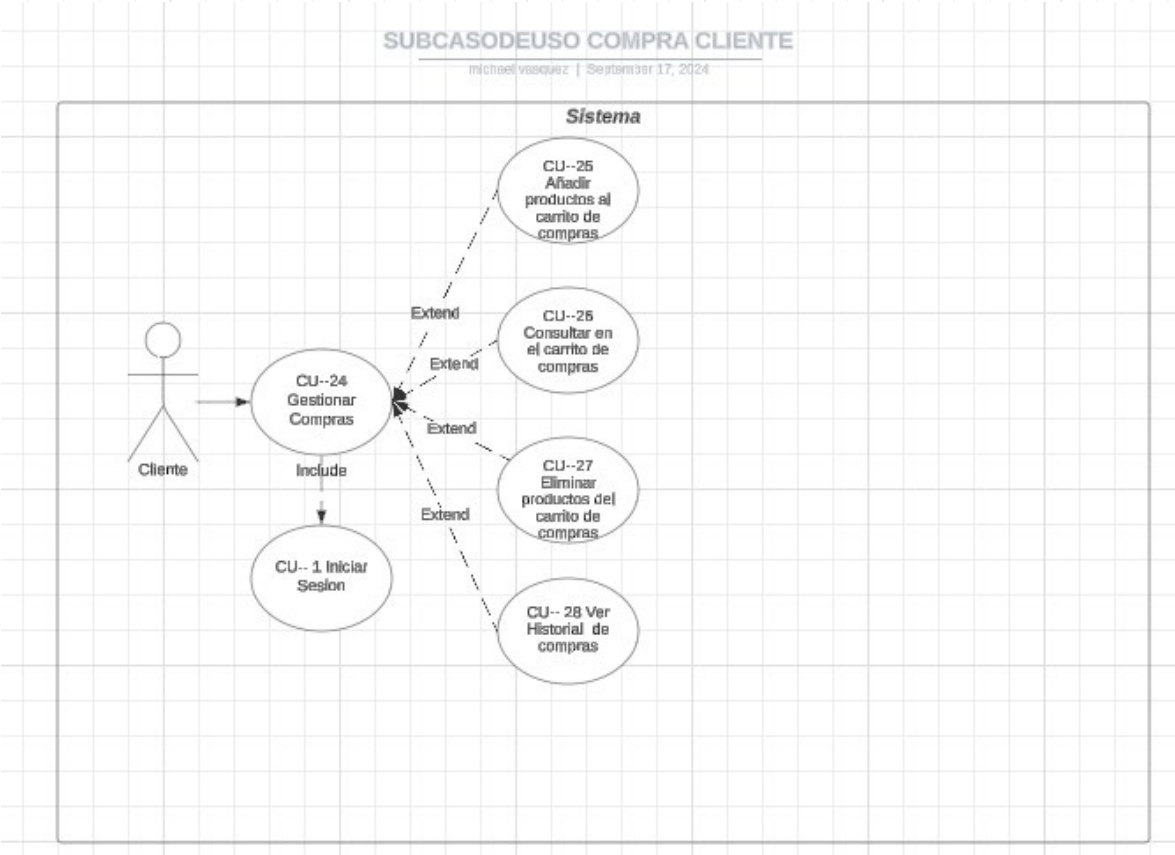 SUBCASODEUSO COMPRA CLIENTE
michael vasquez | September 17, 2024
Sistema
CU--25
Añadir
productos al
carrito de
compras
Extend
CU--26
Consultar en
el carrito de
compras
Extend
CU--24
Gestionar
Compras
Extend
Cliente
Include
CU--27
Eliminar
productos del
carrito de
compras
Extend
CU-- 1 Iniciar
Sesion
CU-- 28 Ver
Historial de
compras